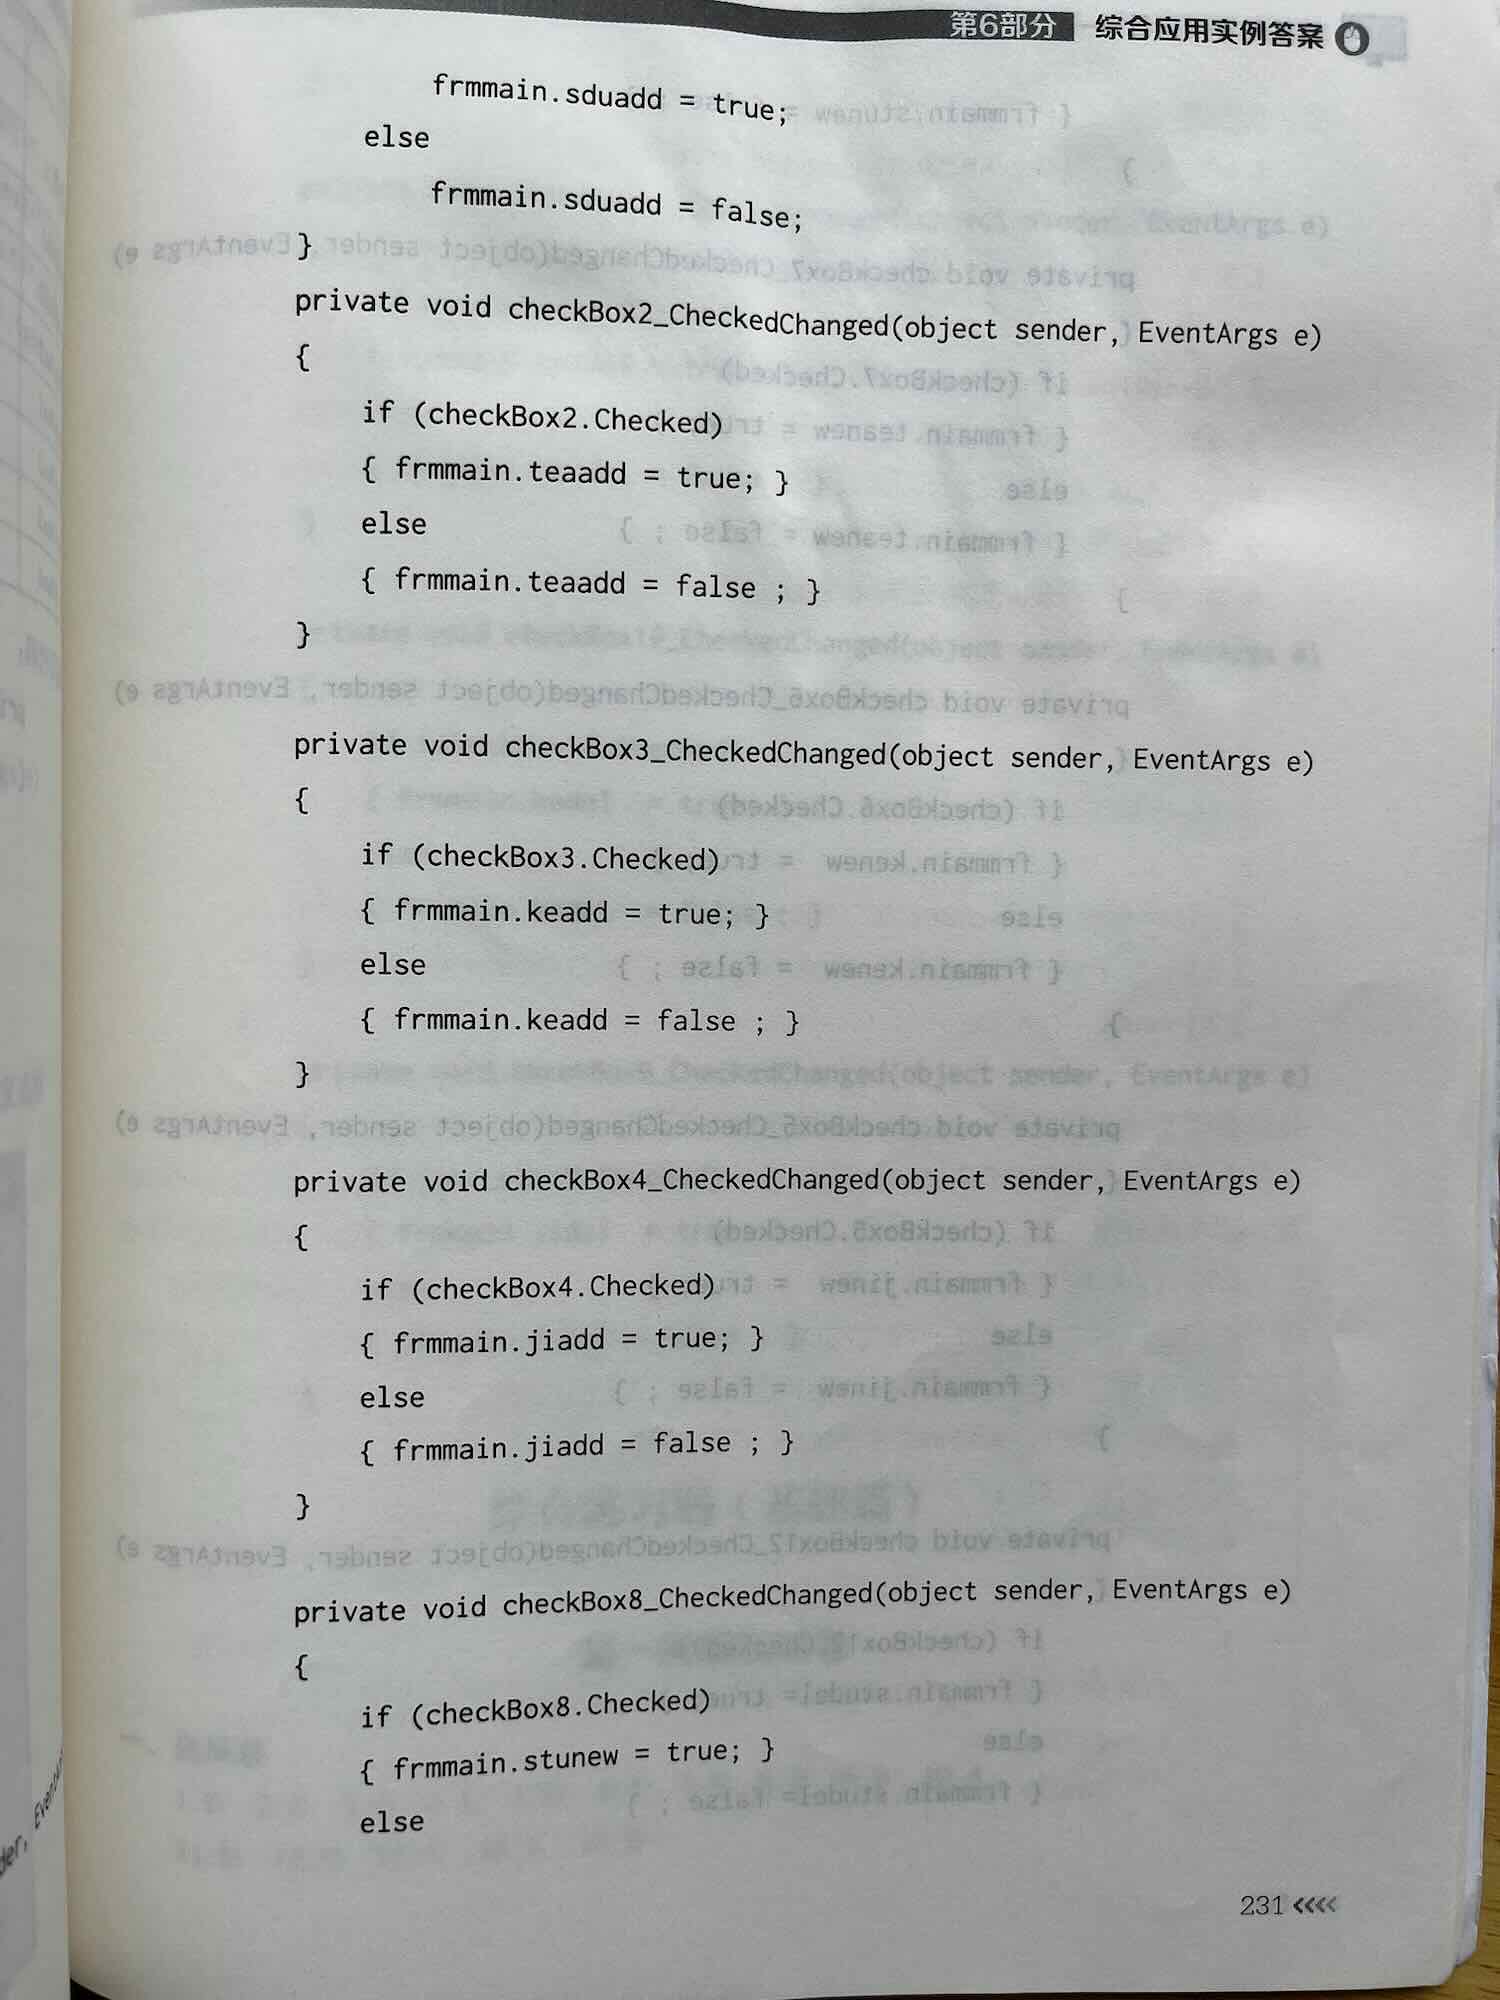 第6部分 综合应用实例答案
frmmain.sduadd = true;
else
frmmain.sduadd = false;
}
private void checkBox2_CheckedChanged(object sender, EventArgs e)
{
if (checkBox2.Checked)
{ frmmain.teaadd = true; }
else
{ frmmain.teaadd = false ; }
}
private void checkBox3_CheckedChanged(object sender, EventArgs e)
{
if (checkBox3.Checked)
{ frmmain.keadd = true; }
else
{ frmmain.keadd = false ; }
}
private void checkBox4_CheckedChanged(object sender, EventArgs e)
{
if (checkBox4.Checked)
{ frmmain.jiadd = true; }
else
{ frmmain.jiadd = false ; }
}
private void checkBox8_CheckedChanged(object sender, EventArgs e)
{
if (checkBox8.Checked)
{ frmmain.stunew = true; }
else
231